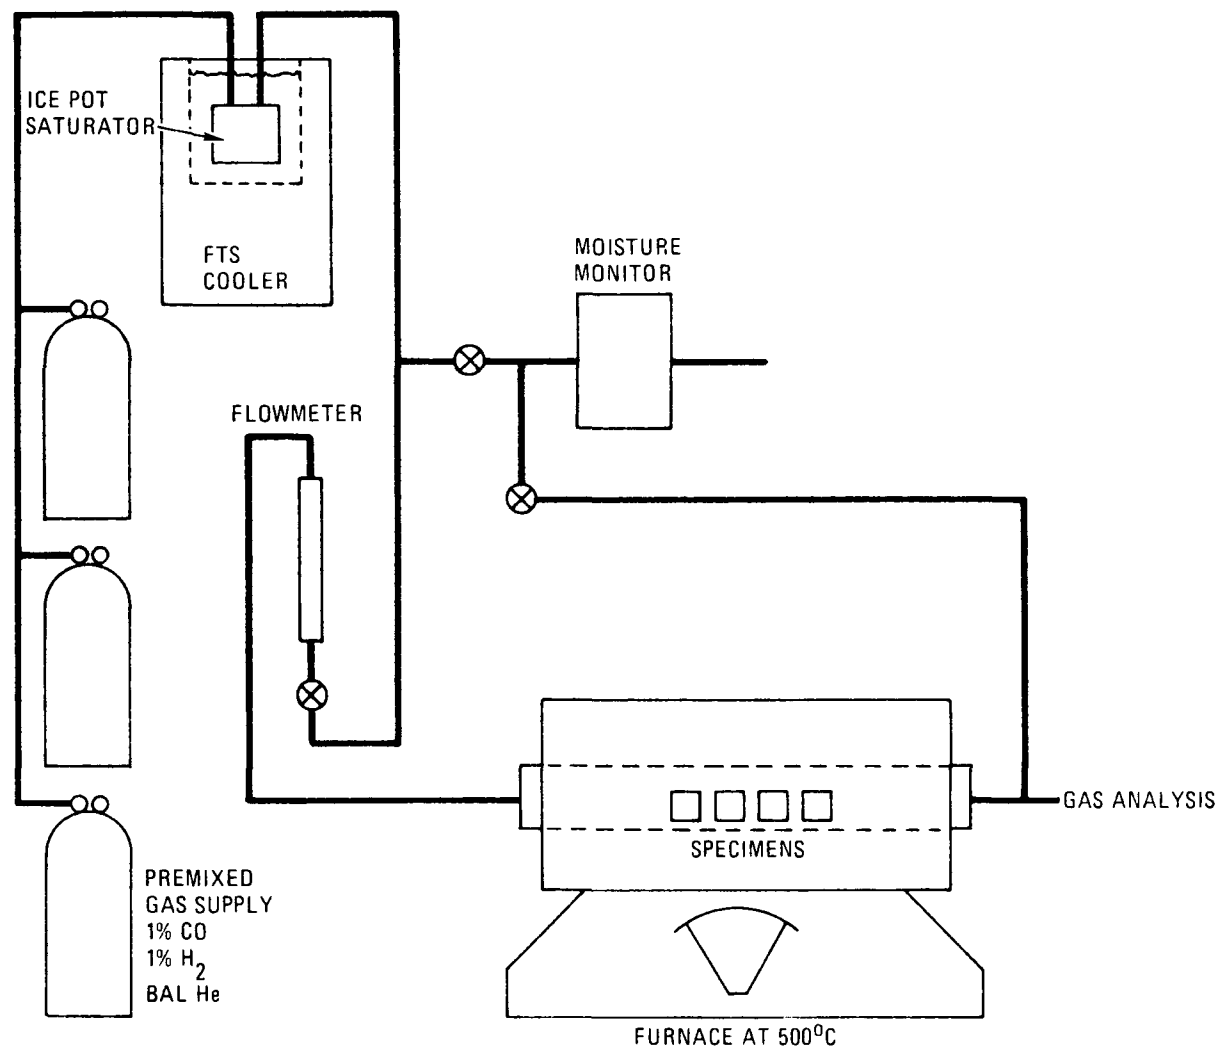 ICE POT
SATURATOR
FTS
COOLER
MOISTURE
MONITOR
FLOWMETER
GAS ANALYSIS
SPECIMENS
PREMIXED
GAS SUPPLY
1% CO
1% H2
BAL He
FURNACE AT 500°C